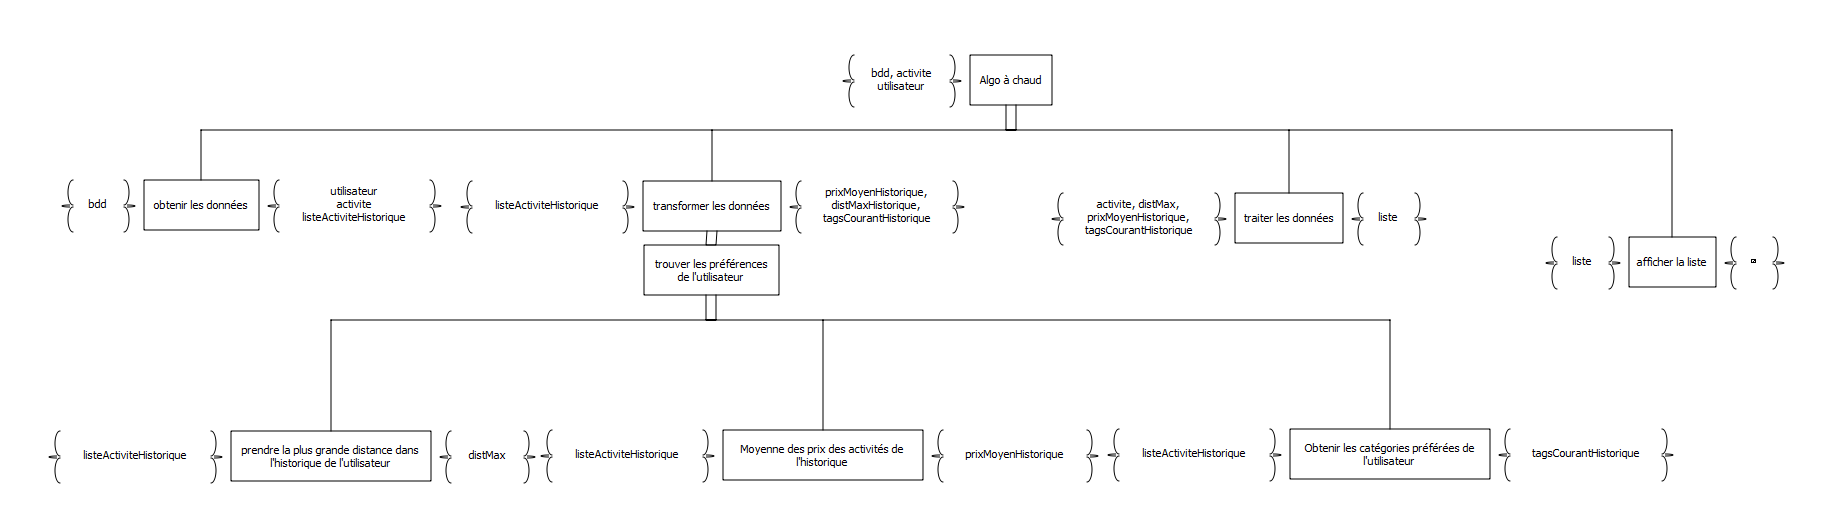 bdd, activite
utilisateur
Algo à chaud
bdd
obtenir les données
utilisateur
activite
listeActiviteHistorique
listeActiviteHistorique
transformer les données
prixMoyenHistorique,
distMaxHistorique,
tagsCourantHistorique
activite, distMax,
prixMoyenHistorique,
tagsCourantHistorique
traiter les données
liste
liste
afficher la liste
trouver les préférences
de l'utilisateur
listeActiviteHistorique
prendre la plus grande distance dans
l'historique de l'utilisateur
distMax
listeActiviteHistorique
Moyenne des prix des activités de
l'historique
prixMoyenHistorique
listeActiviteHistorique
Obtenir les catégories préférées de
l'utilisateur
tagsCourantHistorique